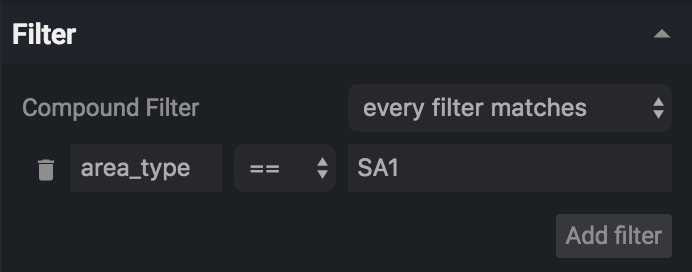 Filter
Compound Filter every filter matches
area_type == SA1
Add filter